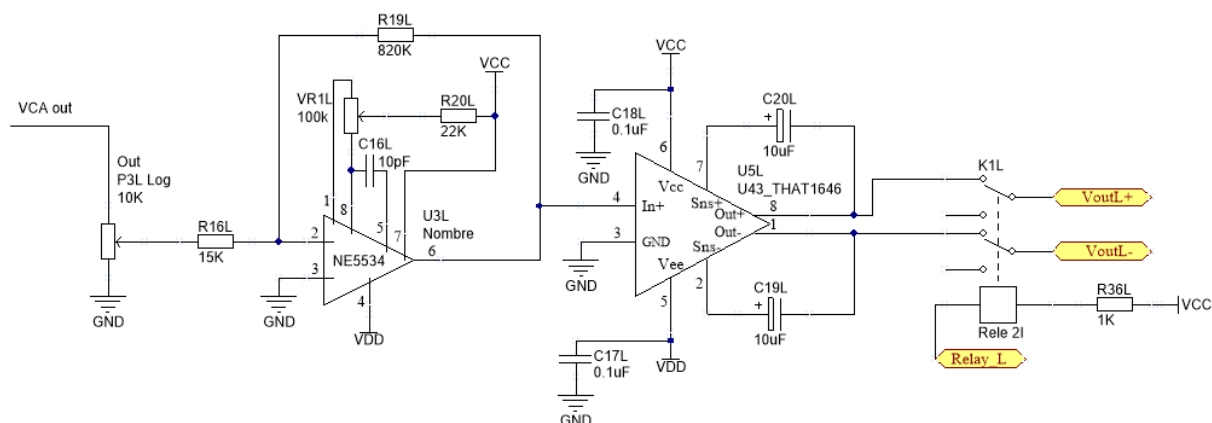 R19L
820K
VCC
VCA out
VR1L
100k
R20L
22K
C18L
0.1uF
C20L
+
10uF
Out
P3L Log
10K
C16L
10pF
GND
6
7
U5L
U43_THAT1646
K1L
1
8
5
7
U3L
Nombre
VCC
4
Vcc
Sns+
In+
Out+
8
1
VoutL+
R16L
15K
2
NE5534
6
3
GND
Out-
Sns-
VoutL-
3
4
Vee
2
5
C19L
+
10uF
R36L
1K
VCC
GND
GND
VDD
GND
Rele 2I
C17L
0.1uF
VDD
Relay_L
GND